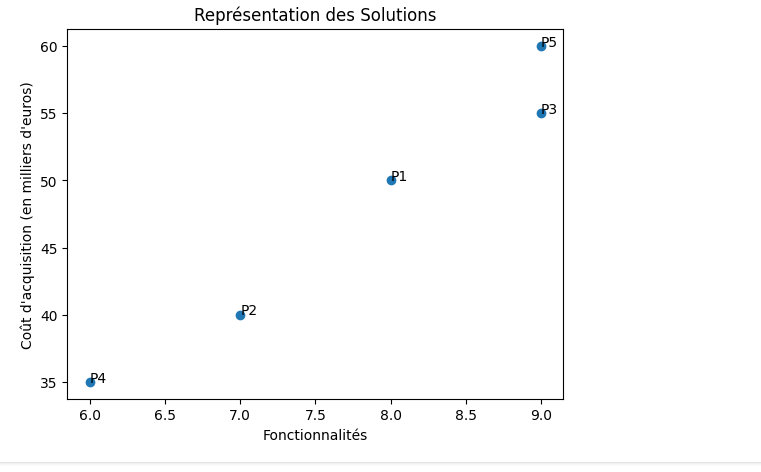 Représentation des Solutions
60
P5
55
P3
50
P1
45
40
P2
35
P4
6.0 6.5 7.0 7.5 8.0 8.5 9.0
Fonctionnalités
Coût d'acquisition (en milliers d'euros)